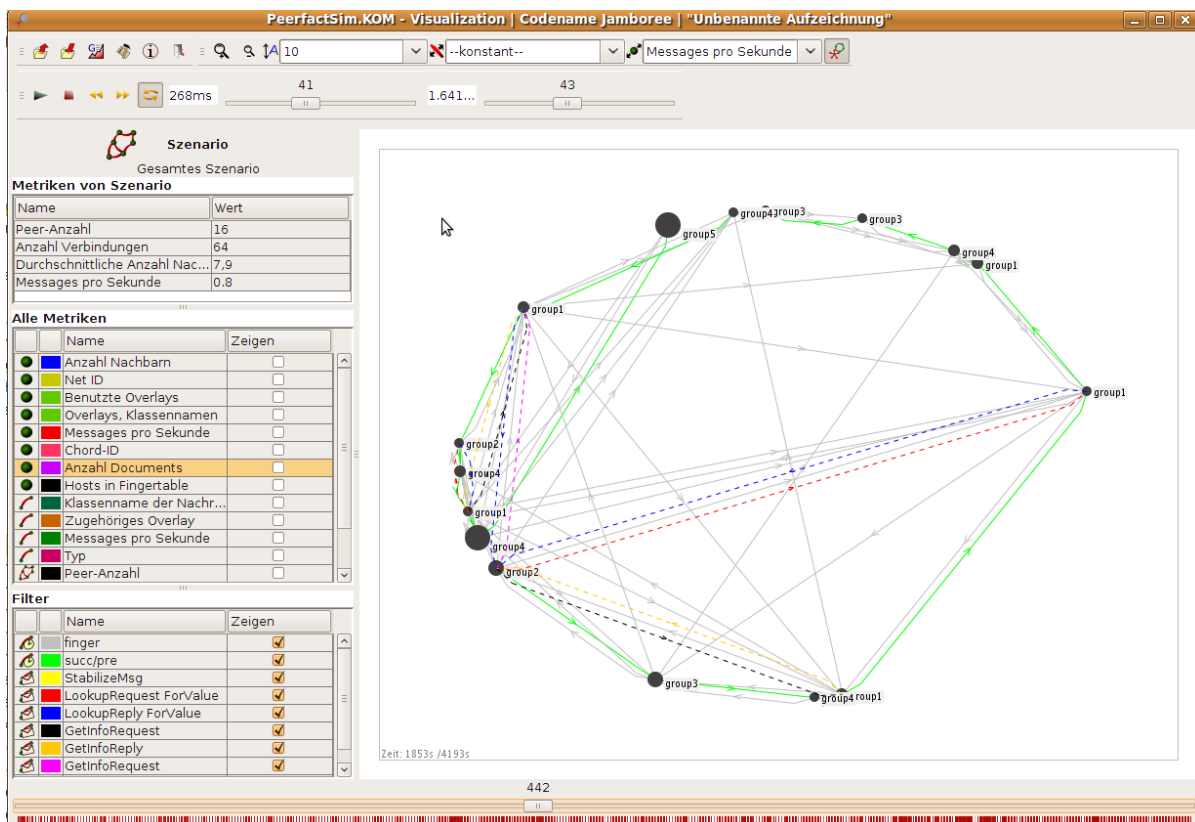 PeerfactSim.KOM - Visualization | Codename Jamboree | "Unbenannte Aufzeichnung"
10 --konstant-- Messages pro Sekunde
268ms 41 1.641... 43
Szenario
Gesamtes Szenario
Metriken von Szenario
Name Wert
Peer-Anzahl 16
Anzahl Verbindungen 64
Durchschnittliche Anzahl Nac... 7,9
Messages pro Sekunde 0.8
Alle Metriken
Name Zeigen
Anzahl Nachbarn
Net ID
Benutzte Overlays
Overlays, Klassennamen
Messages pro Sekunde
Chord-ID
Anzahl Documents
Hosts in Fingertable
Klassenname der Nachr...
Zugehöriges Overlay
Messages pro Sekunde
Typ
Peer-Anzahl
Filter
Name Zeigen
finger
succ/pre
StabilizeMsg
LookupRequest ForValue
LookupReply ForValue
GetInfoRequest
GetInfoReply
GetInfoRequest
group4 group3
group3
group5
group4
group1
group1
group1
group2
group4
group1
group4
group2
group3
group4 roup1
Zeit: 1853s /4193s
442